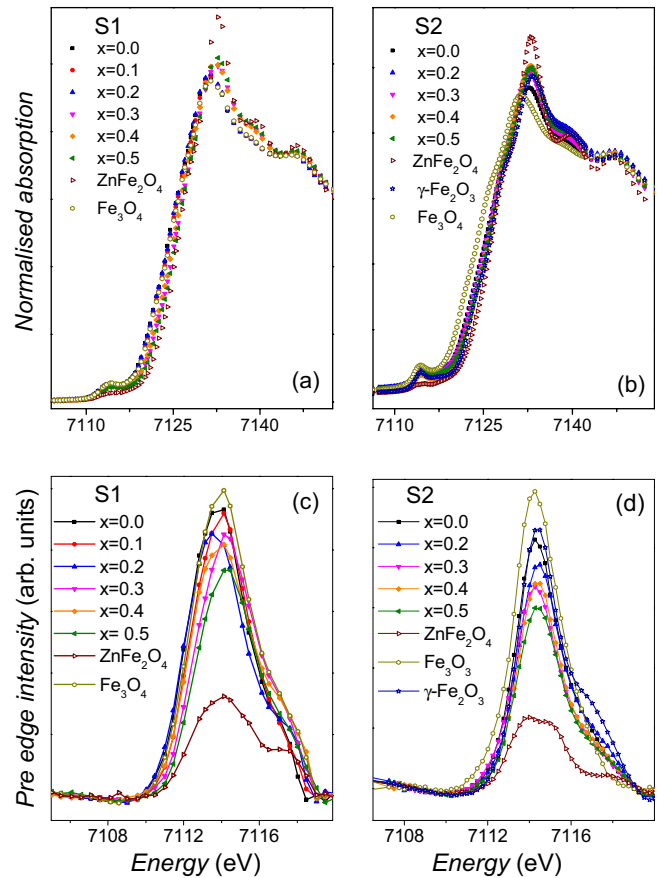 S1
x=0.0
x=0.1
x=0.2
x=0.3
x=0.4
x=0.5
ZnFe₂O₄
Fe₃O₄
(a)
7110 7125 7140
Normalised absorption
S2
x=0.0
x=0.2
x=0.3
x=0.4
x=0.5
ZnFe₂O₄
γ-Fe₂O₃
Fe₃O₄
(b)
7110 7125 7140
S1
x=0.0
x=0.1
x=0.2
x=0.3
x=0.4
x= 0.5
ZnFe₂O₄
Fe₃O₄
(c)
7108 7112 7116
Pre edge intensity (arb. units)
Energy (eV)
S2
x=0.0
x=0.2
x=0.3
x=0.4
x=0.5
ZnFe₂O₄
Fe₃O₃
γ-Fe₂O₃
(d)
7108 7112 7116
Energy (eV)